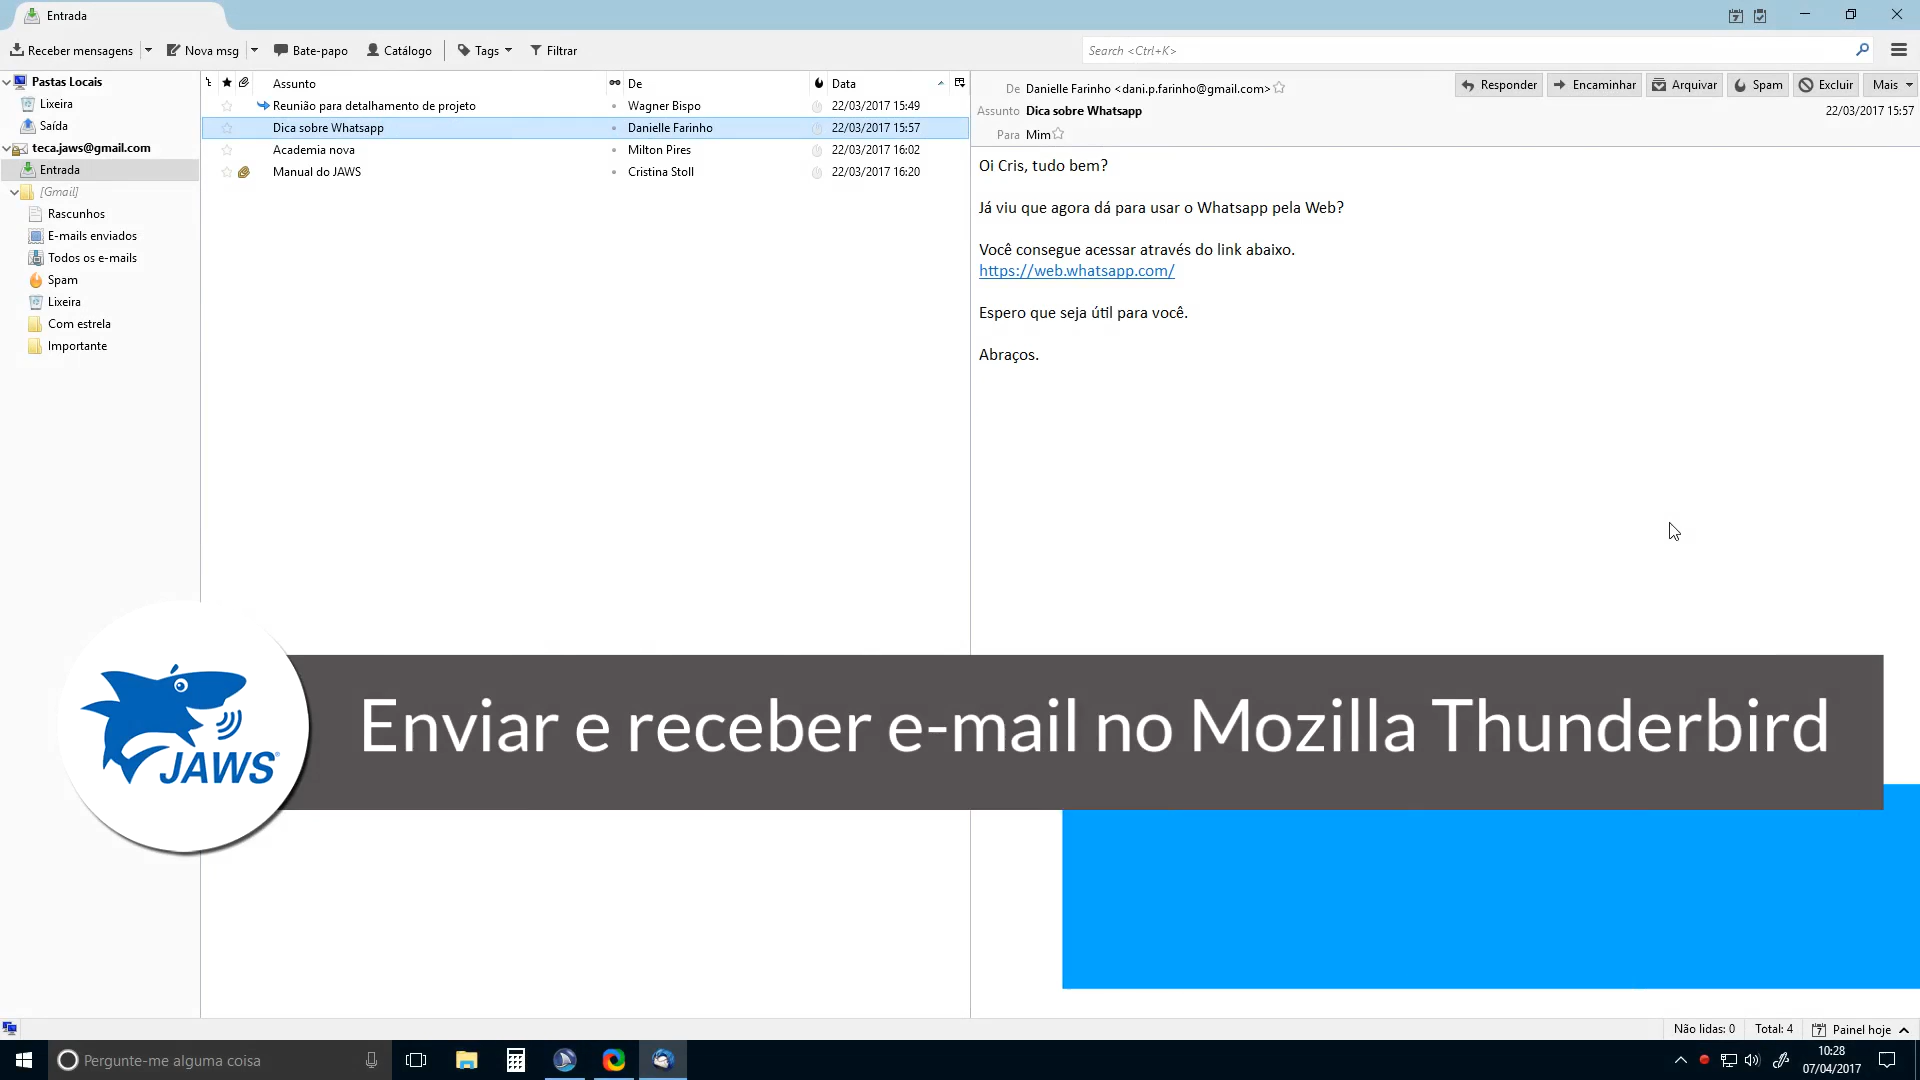 Entrada
Receber mensagens
Nova msg
Bate-papo
Catálogo
Tags
Filtrar
Search <Ctrl+K>
Pastas Locais
Lixeira
Saída
teca.jaws@gmail.com
Entrada
[Gmail]
Rascunhos
E-mails enviados
Todos os e-mails
Spam
Lixeira
Com estrela
Importante
Assunto De Data
Reunião para detalhamento de projeto Wagner Bispo 22/03/2017 15:49
Dica sobre Whatsapp Danielle Farinho 22/03/2017 15:57
Academia nova Milton Pires 22/03/2017 16:02
Manual do JAWS Cristina Stoll 22/03/2017 16:20
De Danielle Farinho <dani.p.farinho@gmail.com>
Responder
Encaminhar
Arquivar
Spam
Excluir
Mais
Assunto Dica sobre Whatsapp 22/03/2017 15:57
Para Mim
Oi Cris, tudo bem?
Já viu que agora dá para usar o Whatsapp pela Web?
Você consegue acessar através do link abaixo.
https://web.whatsapp.com/
Espero que seja útil para você.
Abraços.
JAWS
Enviar e receber e-mail no Mozilla Thunderbird
Não lidas: 0 Total: 4 7 Painel hoje
Pergunte-me alguma coisa
10:28
07/04/2017